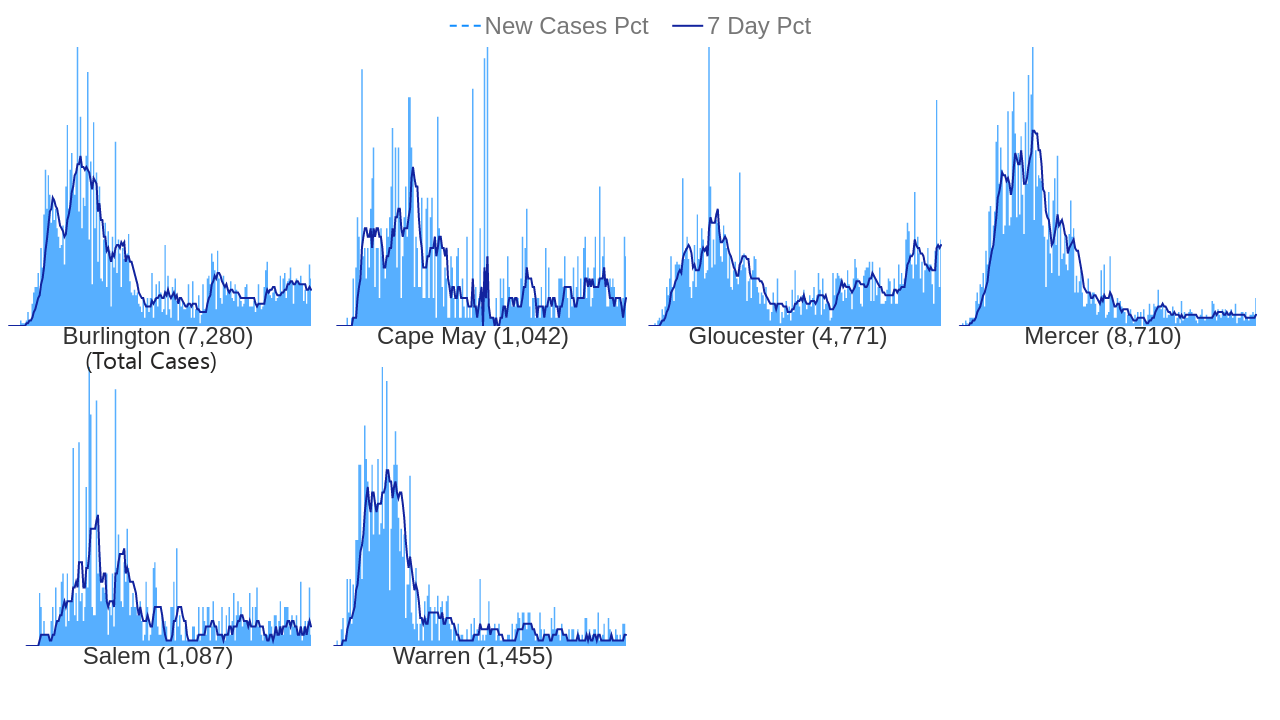 New Cases Pct 7 Day Pct
Burlington (7,280) Cape May (1,042) Gloucester (4,771) Mercer (8,710)
(Total Cases)
Salem (1,087) Warren (1,455)